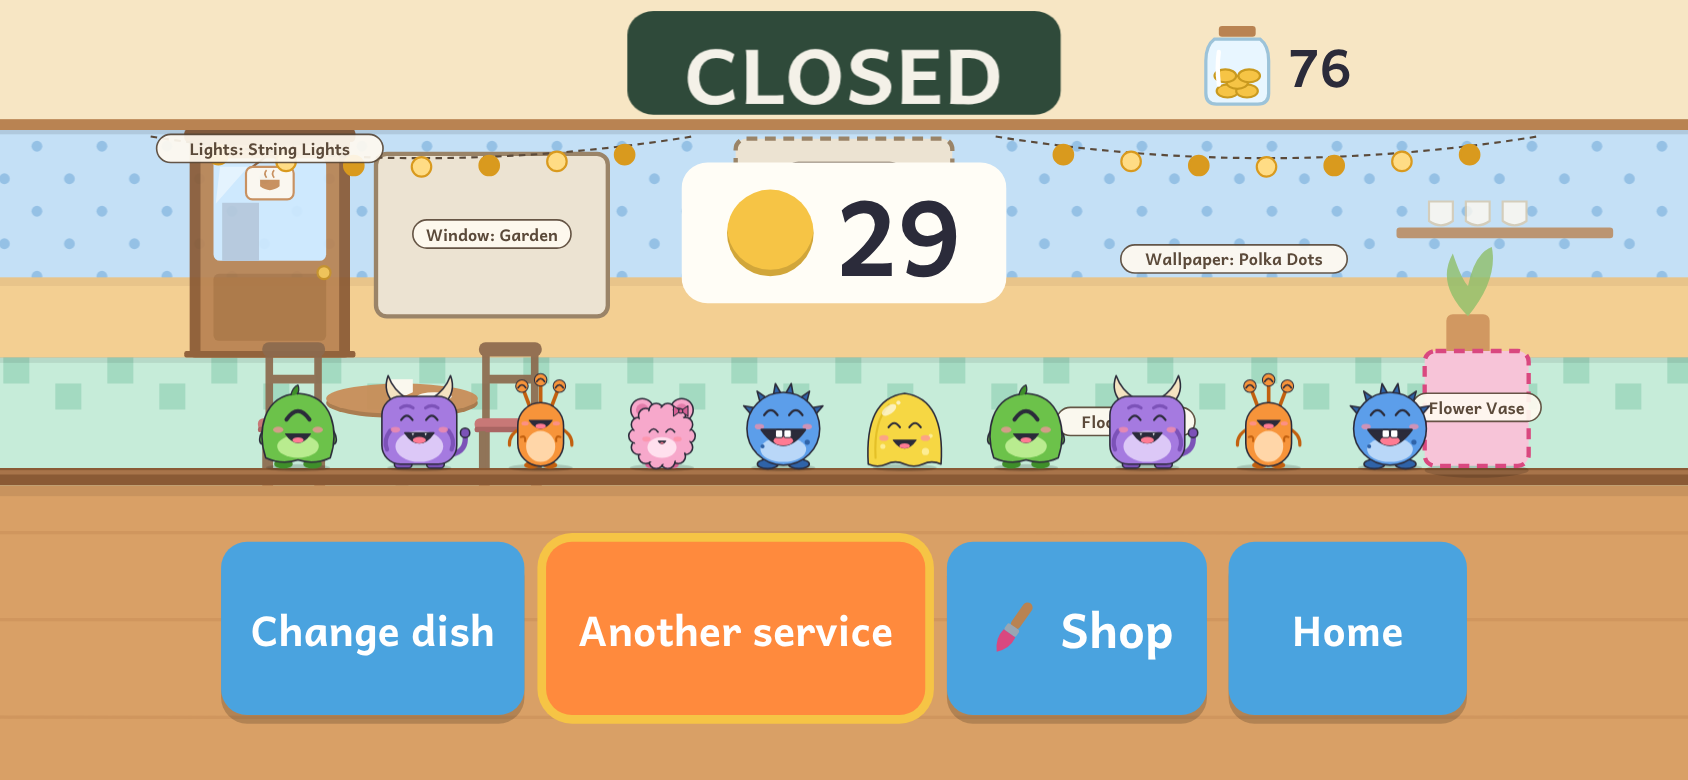 CLOSED
76
Lights: String Lights
29
Window: Garden
Wallpaper: Polka Dots
Flower Vase
Change dish
Another service
Shop
Home